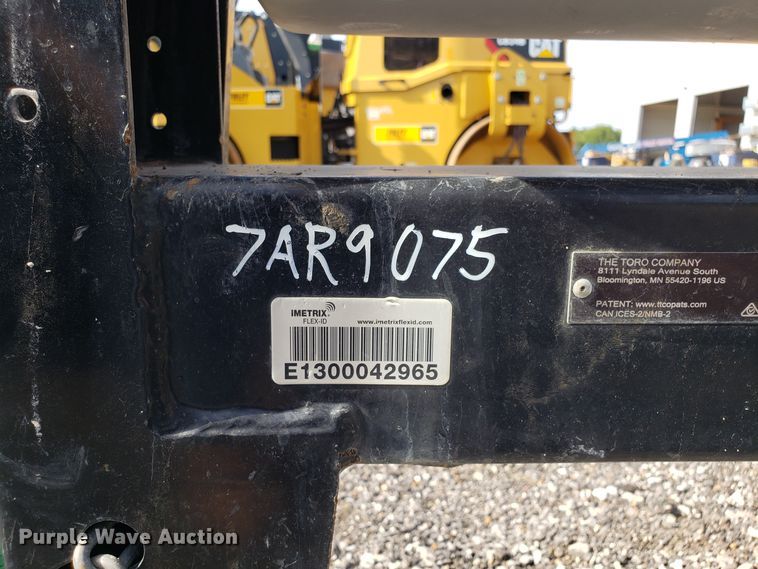 CAT
7AR9075
THE TORO COMPANY
8111 Lyndale Avenue South
Bloomington, MN 55420-1196 US
PATENT: www.ttcopats.com
CAN ICES-2/NMB-2
IMETRIX
FLEX-ID
www.imetrixflexid.com
E1300042965
Purple Wave Auction